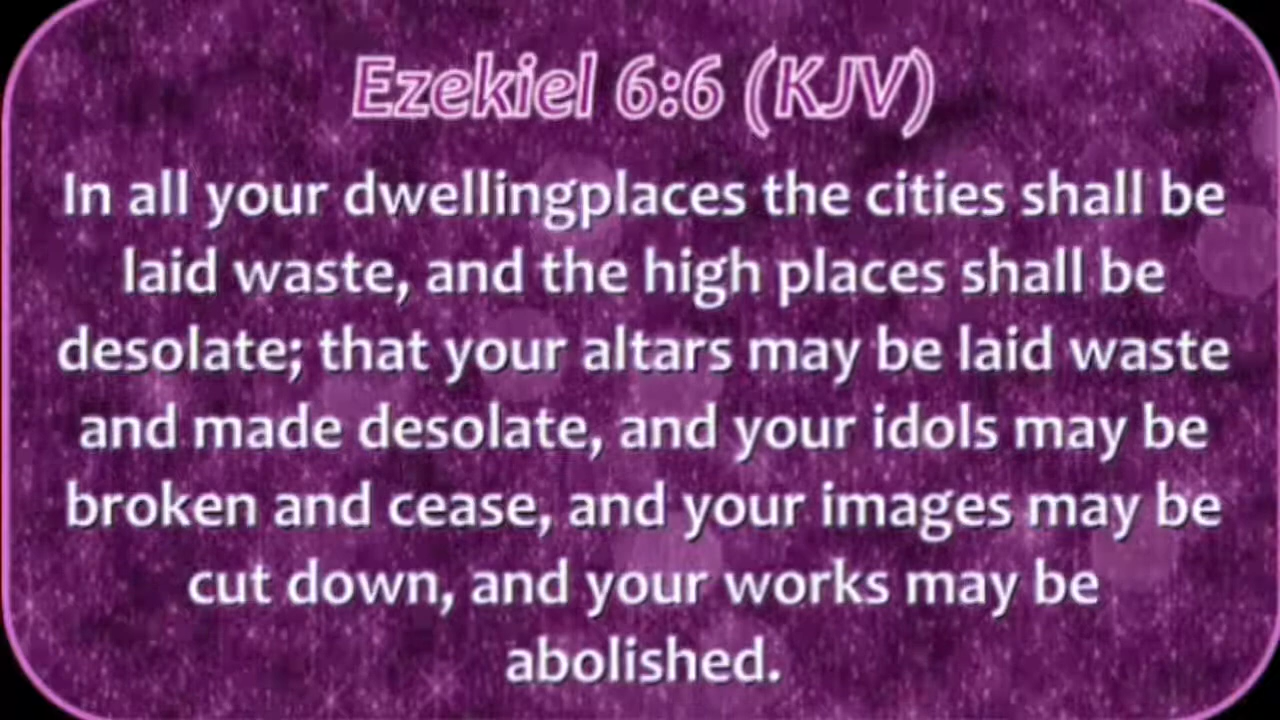 Ezekiel 6:6 (KJV)
In all your dwellingplaces the cities shall be
laid waste, and the high places shall be
desolate; that your altars may be laid waste
and made desolate, and your idols may be
broken and cease, and your images may be
cut down, and your works may be
abolished.